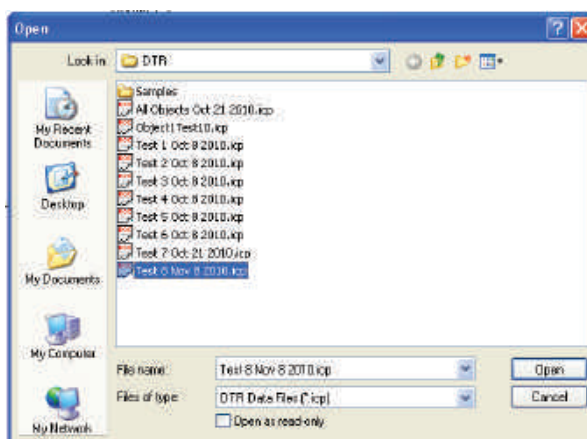 Open
Look in:
DTR
My Recent
Documents
Desktop
My Documents
My Computer
My Network
Samples
All Objects Oct 21 2010.icp
Object1Test10.icp
Test 1 Oct 8 2010.icp
Test 2 Oct 8 2010.icp
Test 3 Oct 8 2010.icp
Test 4 Oct 8 2010.icp
Test 5 Oct 8 2010.icp
Test 6 Oct 8 2010.icp
Test 7 Oct 21 2010.icp
Test 8 Nov 8 2010.icp
File name:
Test 8 Nov 8 2010.icp
Open
Files of type:
DTR Data Files (*.icp)
Cancel
Open as read-only